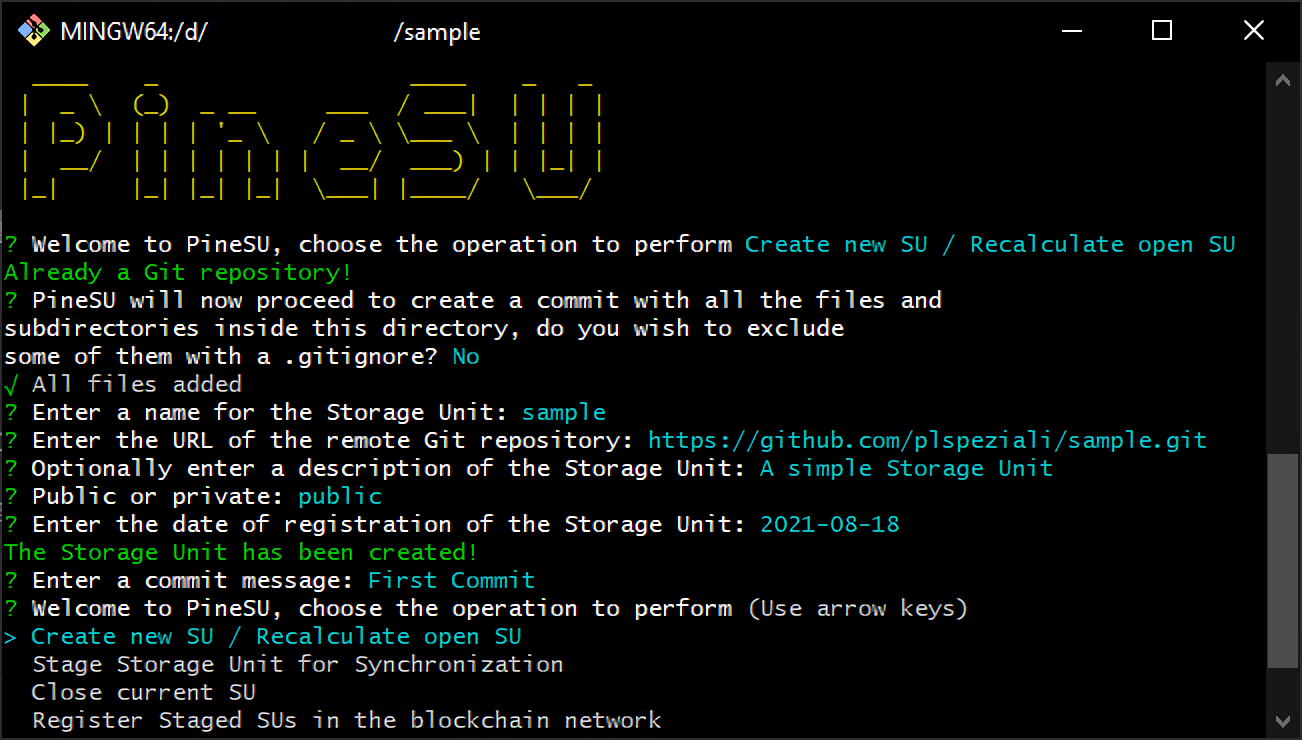 MINGW64:/d/ /sample
PineSU
? Welcome to PineSU, choose the operation to perform Create new SU / Recalculate open SU
Already a Git repository!
? PineSU will now proceed to create a commit with all the files and
subdirectories inside this directory, do you wish to exclude
some of them with a .gitignore? No
√ All files added
? Enter a name for the Storage Unit: sample
? Enter the URL of the remote Git repository: https://github.com/plspeziali/sample.git
? Optionally enter a description of the Storage Unit: A simple Storage Unit
? Public or private: public
? Enter the date of registration of the Storage Unit: 2021-08-18
The Storage Unit has been created!
? Enter a commit message: First Commit
? Welcome to PineSU, choose the operation to perform (Use arrow keys)
> Create new SU / Recalculate open SU
Stage Storage Unit for Synchronization
Close current SU
Register Staged SUs in the blockchain network